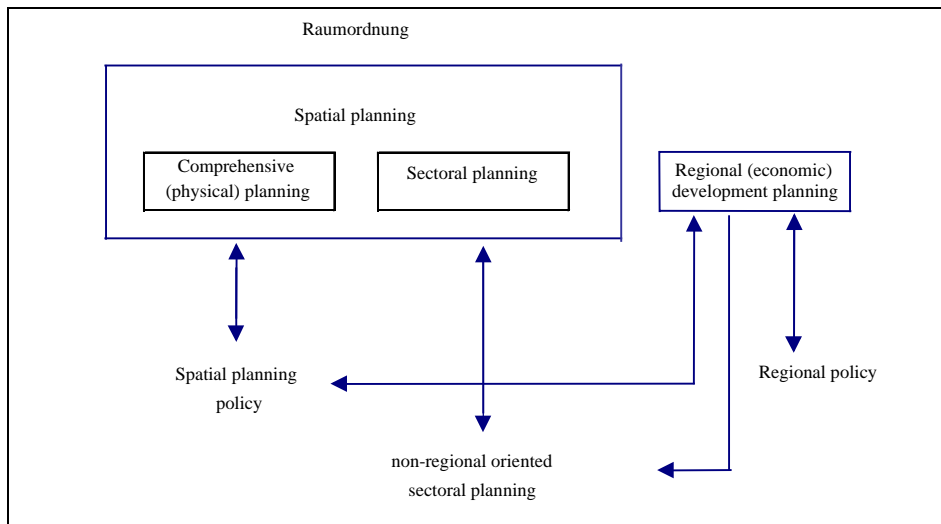 Raumordnung
Spatial planning
Comprehensive
(physical) planning
Sectoral planning
Regional (economic)
development planning
Spatial planning
policy
Regional policy
non-regional oriented
sectoral planning